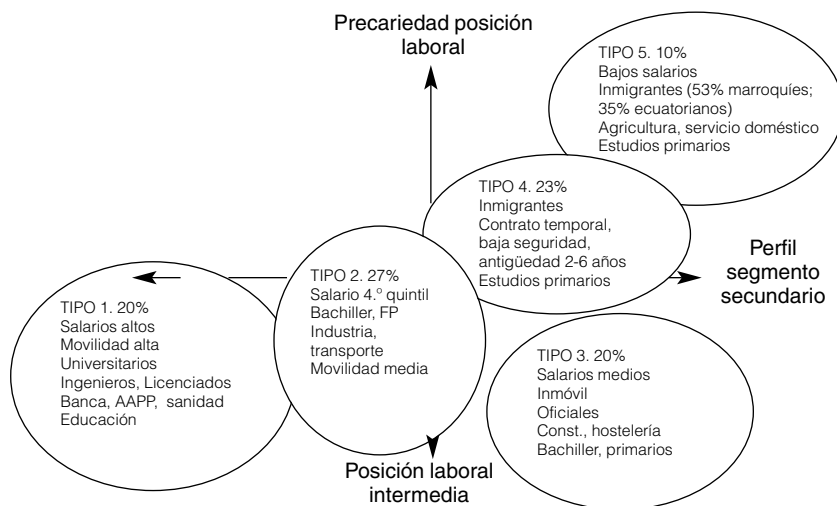 Precariedad posición
laboral
TIPO 5. 10%
Bajos salarios
Inmigrantes (53% marroquíes;
35% ecuatorianos)
Agricultura, servicio doméstico
Estudios primarios
TIPO 4. 23%
Inmigrantes
Contrato temporal,
baja seguridad,
antigüedad 2-6 años
Estudios primarios
Perfil
segmento
secundario
TIPO 2. 27%
Salario 4.º quintil
Bachiller, FP
Industria,
transporte
Movilidad media
TIPO 1. 20%
Salarios altos
Movilidad alta
Universitarios
Ingenieros, Licenciados
Banca, AAPP, sanidad
Educación
TIPO 3. 20%
Salarios medios
Inmóvil
Oficiales
Const., hostelería
Bachiller, primarios
Posición laboral
intermedia